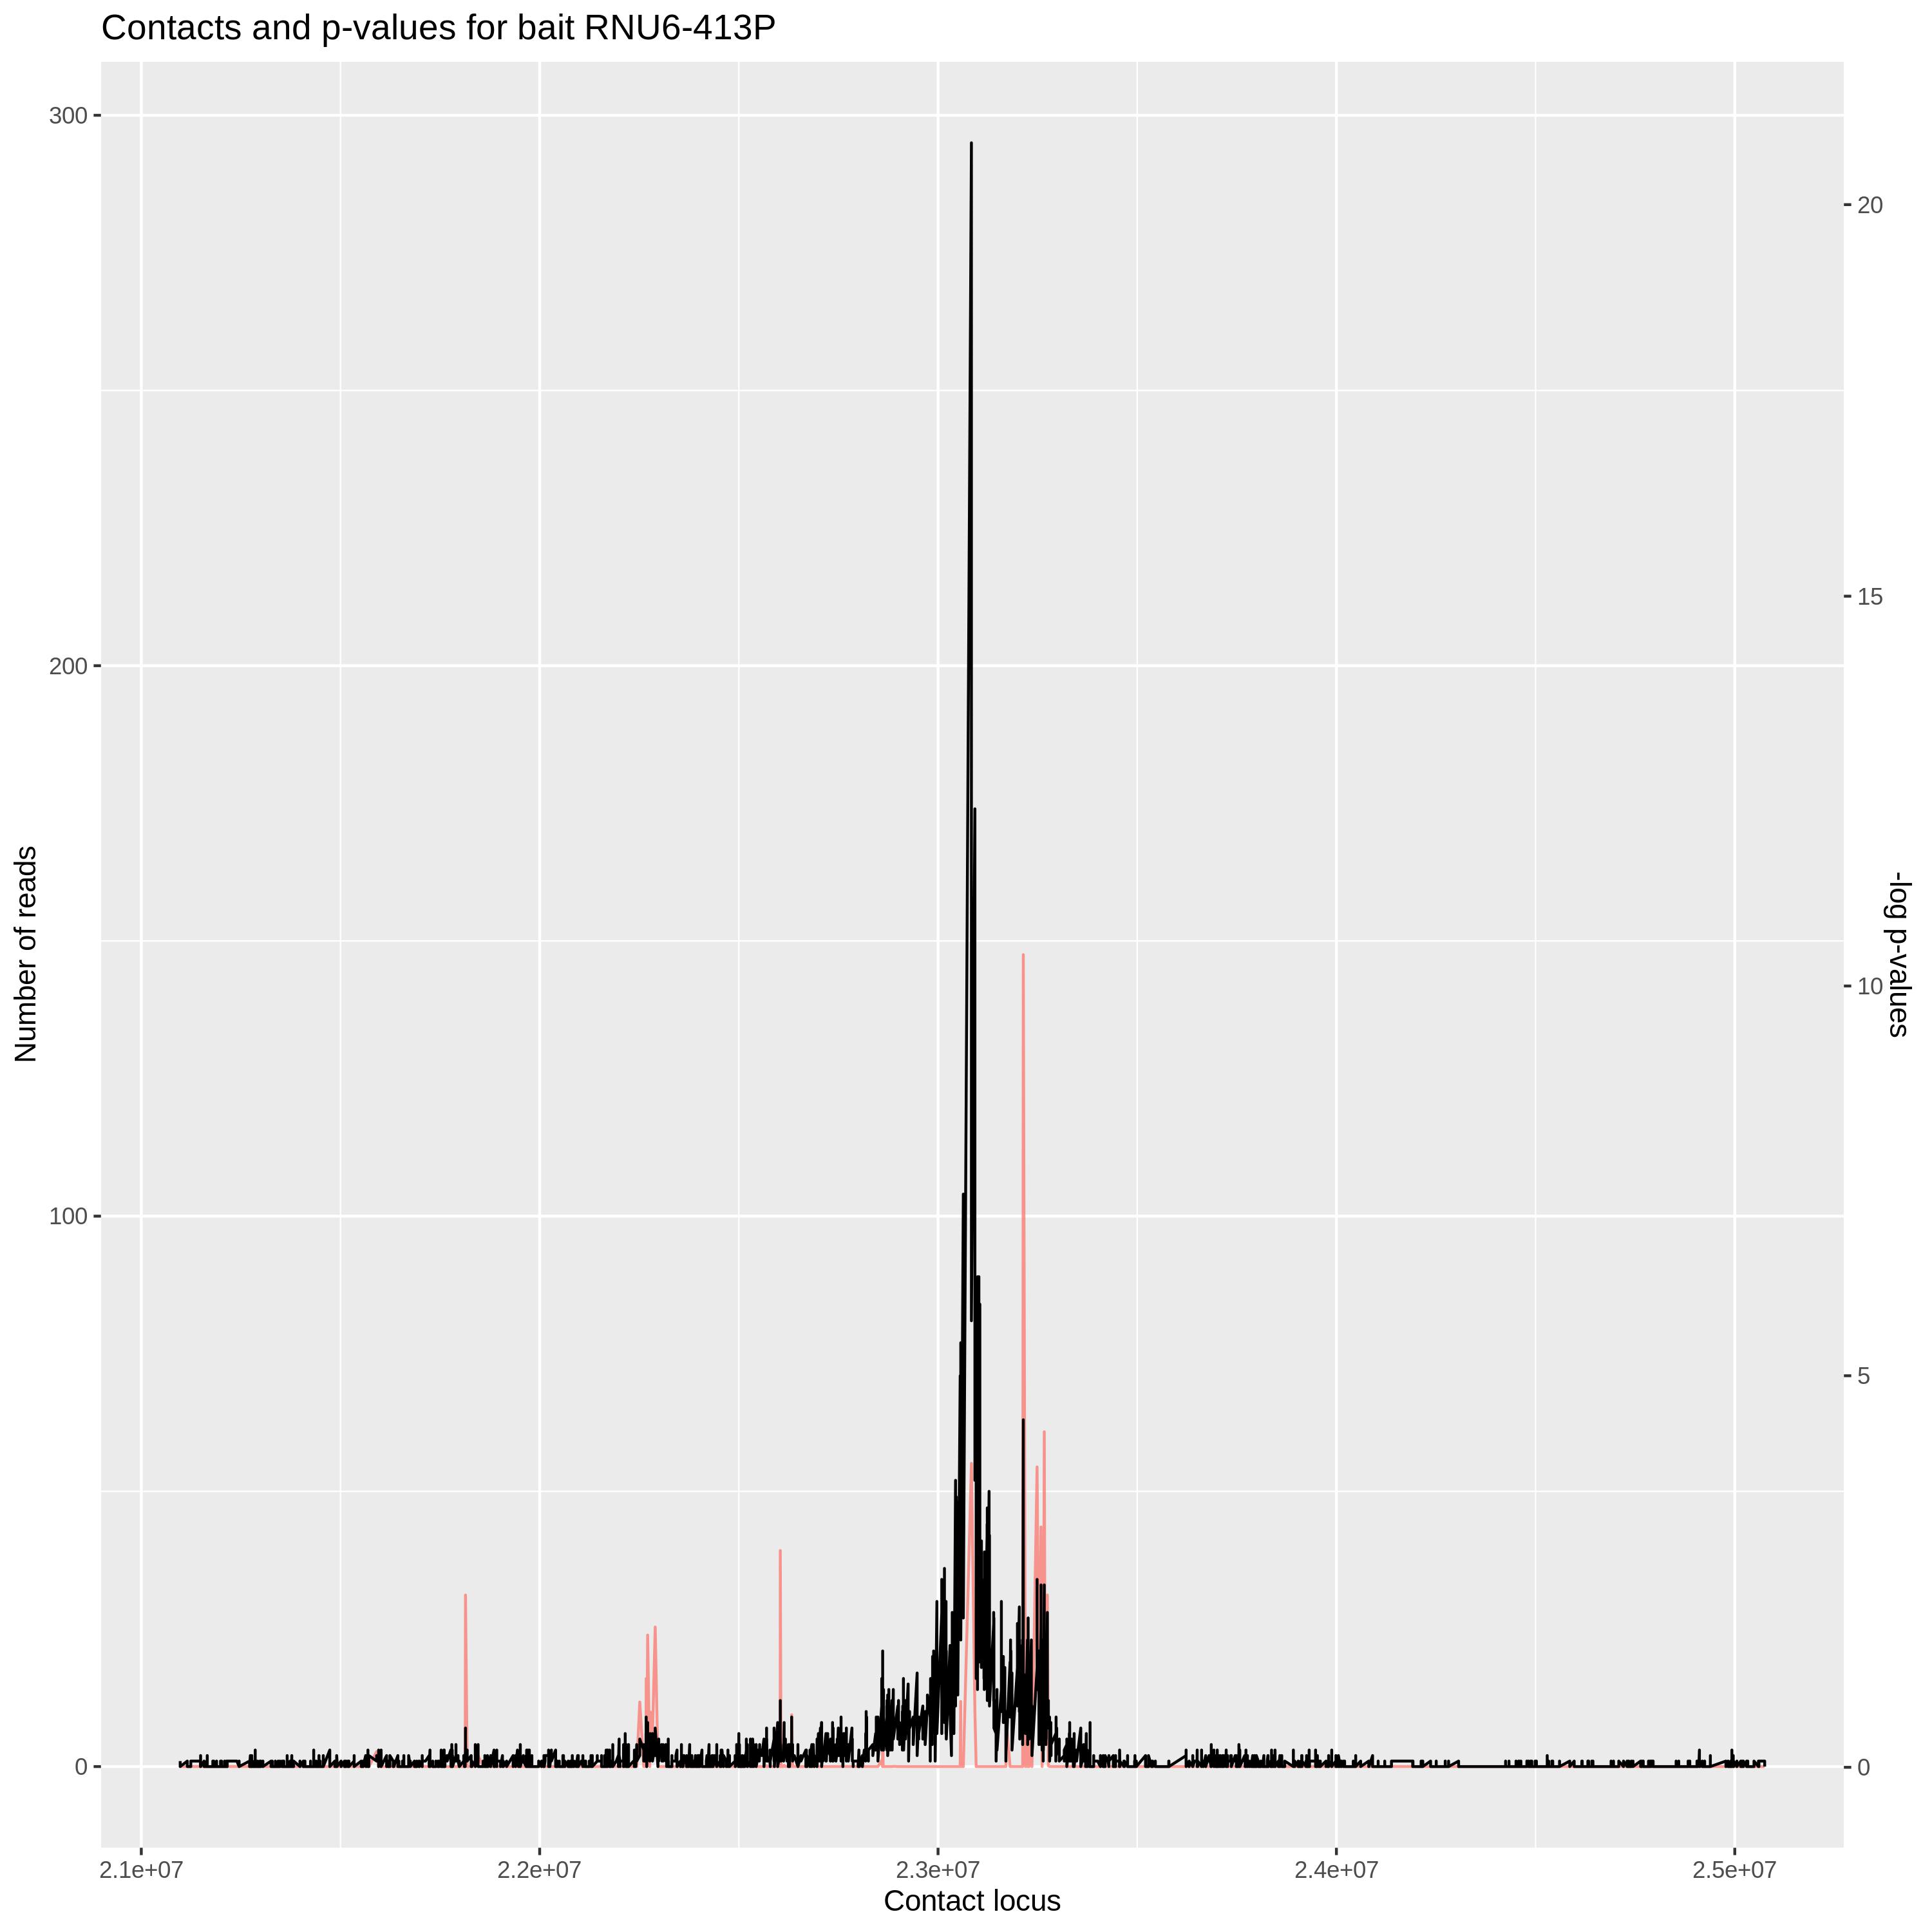 Contacts and p-values for bait RNU6-413P
300
200
100
0
Number of reads
20
15
10
5
0
-log p-values
2.1e+07
2.2e+07
2.3e+07
2.4e+07
2.5e+07
Contact locus